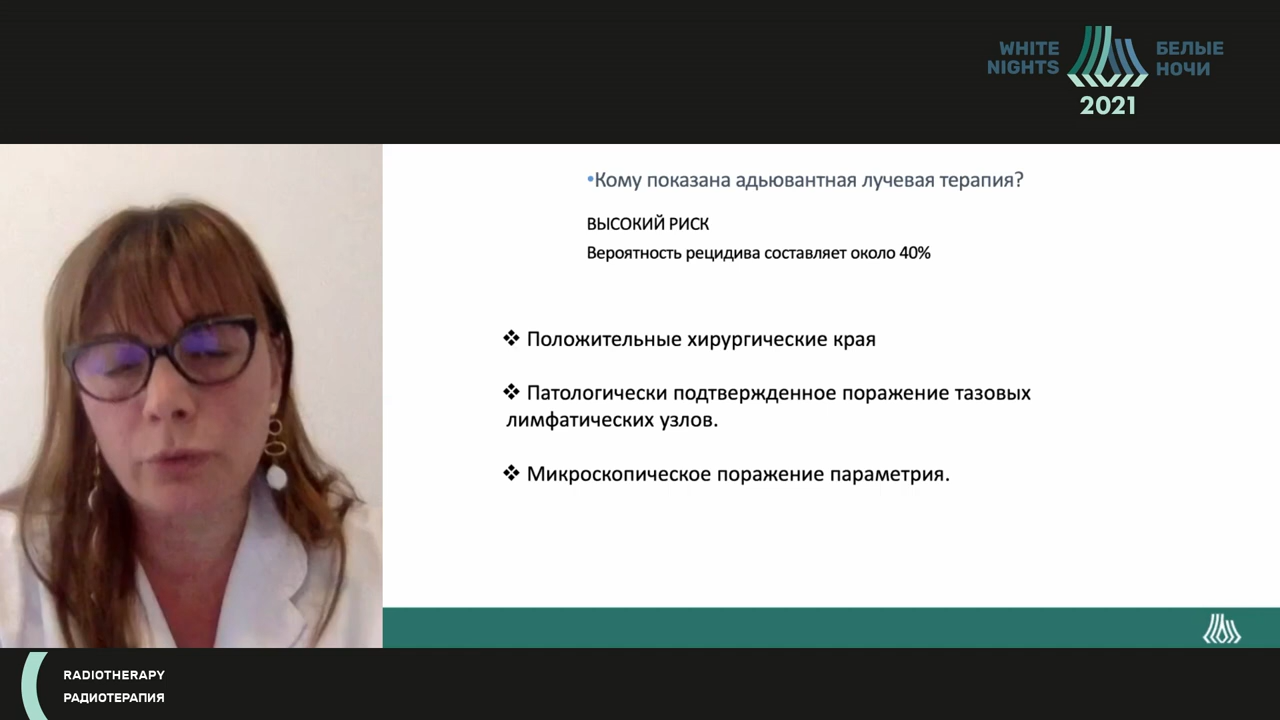 WHITE
NIGHTS
БЕЛЫЕ
НОЧИ
2021
•Кому показана адьювантная лучевая терапия?
ВЫСОКИЙ РИСК
Вероятность рецидива составляет около 40%
❖ Положительные хирургические края
❖ Патологически подтвержденное поражение тазовых
лимфатических узлов.
❖ Микроскопическое поражение параметрия.
RADIOTHERAPY
РАДИОТЕРАПИЯ